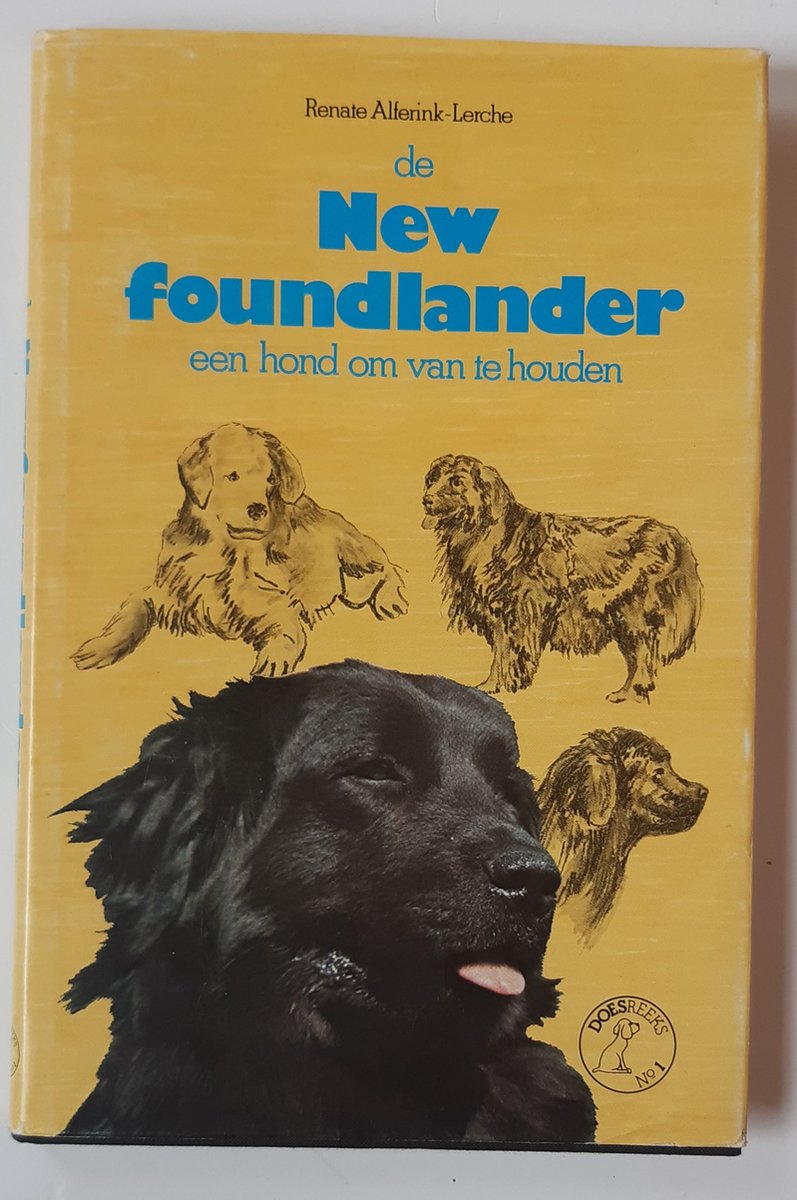 Renate Alferink-Lerche
de
New
foundlander
een hond om van te houden
DOESREEKS
No 1